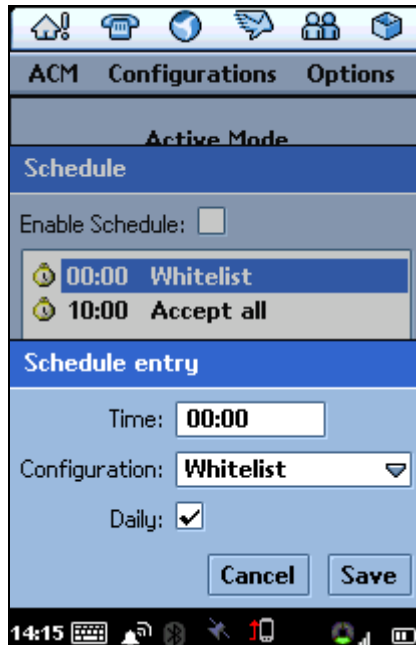 ACM Configurations Options
Active Mode
Schedule
Enable Schedule:
00:00 Whitelist
10:00 Accept all
Schedule entry
Time: 00:00
Configuration: Whitelist
Daily:
Cancel Save
14:15